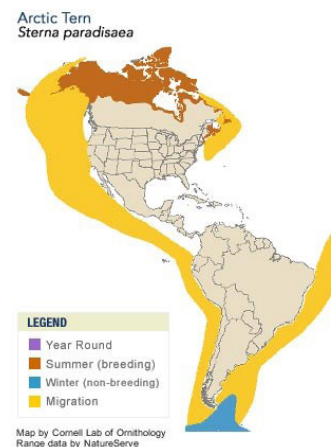 Arctic Tern
Sterna paradisaea
LEGEND
Year Round
Summer (breeding)
Winter (non-breeding)
Migration
Map by Cornell Lab of Ornithology
Range data by NatureServe